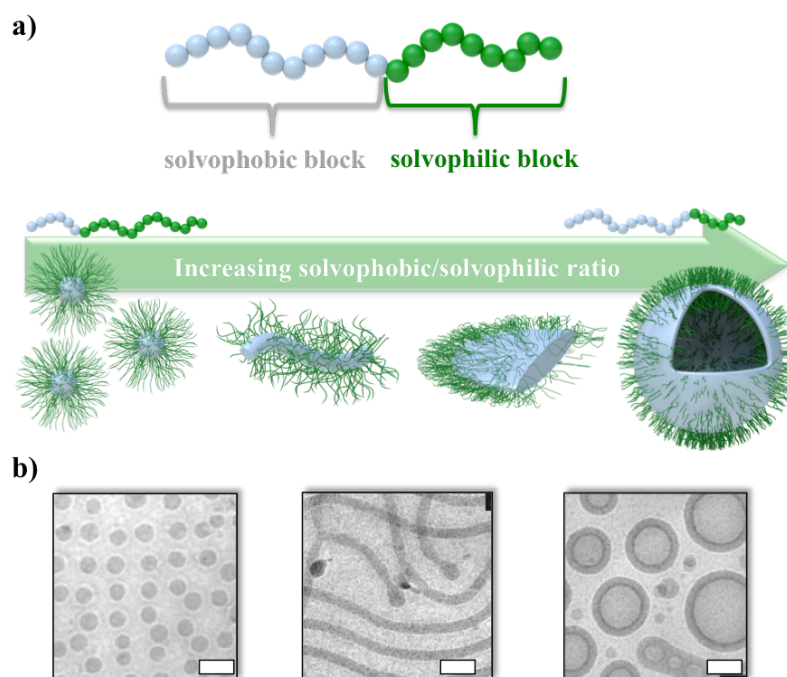 a)
solvophobic block
solvophilic block
Increasing solvophobic/solvophilic ratio
b)